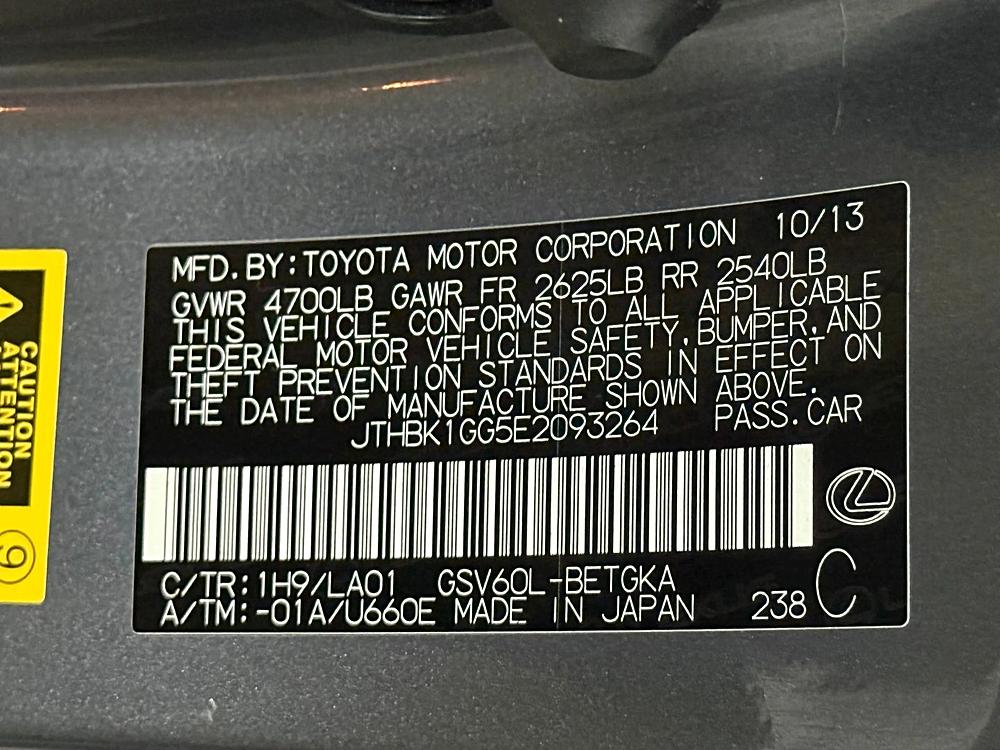 MFD.BY:TOYOTA MOTOR CORPORATION 10/13
GVWR 4700LB GAWR FR 2625LB RR 2540LB
THIS VEHICLE CONFORMS TO ALL APPLICABLE
FEDERAL MOTOR VEHICLE SAFETY,BUMPER,AND
THEFT PREVENTION STANDARDS IN EFFECT ON
THE DATE OF MANUFACTURE SHOWN ABOVE.
JTHBK1GG5E2093264 PASS.CAR
C/TR:1H9/LA01 GSV60L-BETGKA
A/TM:-01A/U660E MADE IN JAPAN 238 C
CAUTION
ATTENTION
9